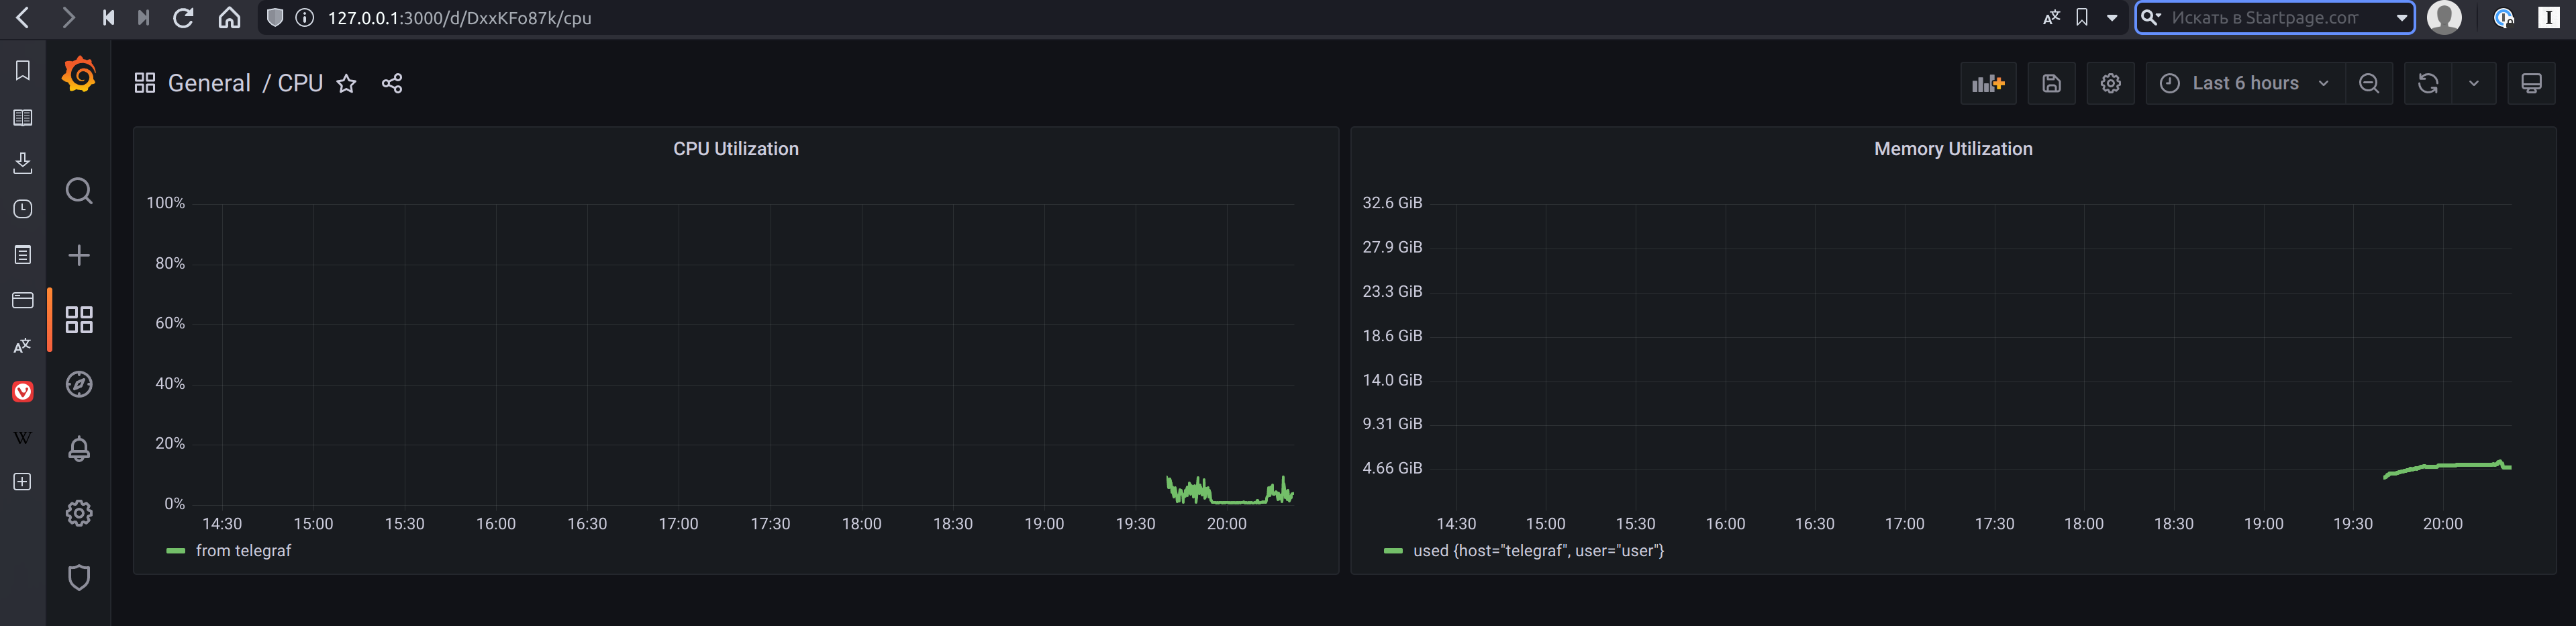 127.0.0.1:3000/d/DxxKFo87k/cpu
Искать в Startpage.com
General / CPU
Last 6 hours
CPU Utilization
100%
80%
60%
40%
20%
0%
14:30 15:00 15:30 16:00 16:30 17:00 17:30 18:00 18:30 19:00 19:30 20:00
from telegraf
Memory Utilization
32.6 GiB
27.9 GiB
23.3 GiB
18.6 GiB
14.0 GiB
9.31 GiB
4.66 GiB
14:30 15:00 15:30 16:00 16:30 17:00 17:30 18:00 18:30 19:00 19:30 20:00
used {host="telegraf", user="user"}